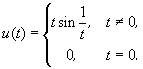 u(t) = { t sin 1/t, t ≠ 0,
0, t = 0.